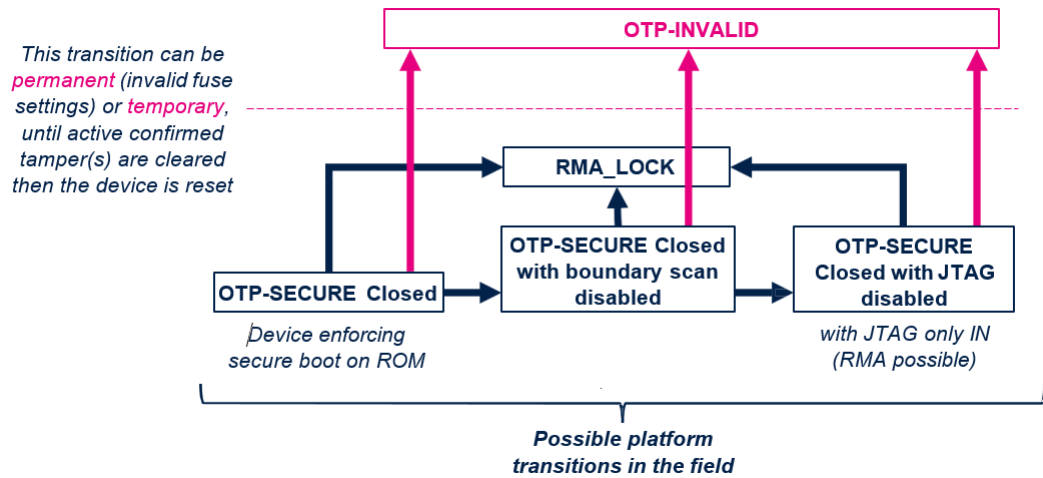 OTP-INVALID
This transition can be
permanent (invalid fuse
settings) or temporary,
until active confirmed
tamper(s) are cleared
then the device is reset
RMA_LOCK
OTP-SECURE Closed
OTP-SECURE Closed
with boundary scan
disabled
OTP-SECURE
Closed with JTAG
disabled
Device enforcing
secure boot on ROM
with JTAG only IN
(RMA possible)
Possible platform
transitions in the field